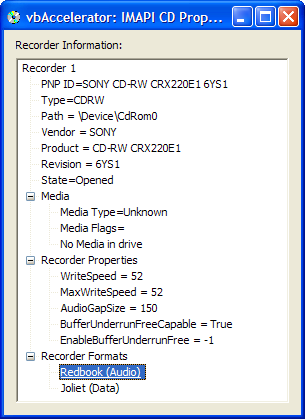 vbAccelerator: IMAPI CD Prop...
Recorder Information:
Recorder 1
PNP ID=SONY CD-RW CRX220E1 6YS1
Type=CDRW
Path = \Device\CdRom0
Vendor = SONY
Product = CD-RW CRX220E1
Revision = 6YS1
State=Opened
Media
Media Type=Unknown
Media Flags=
No Media in drive
Recorder Properties
WriteSpeed = 52
MaxWriteSpeed = 52
AudioGapSize = 150
BufferUnderrunFreeCapable = True
EnableBufferUnderrunFree = -1
Recorder Formats
Redbook (Audio)
Joliet (Data)